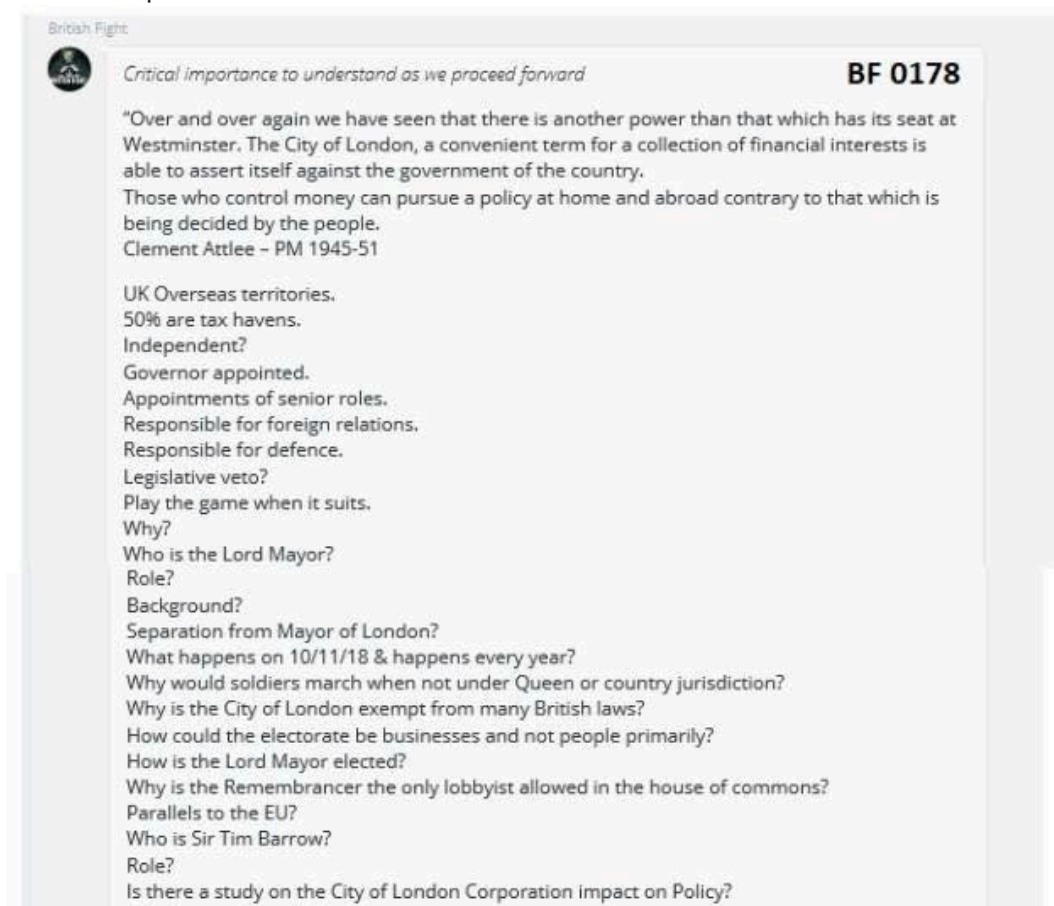 British Fight
Critical importance to understand as we proceed forward
BF 0178
"Over and over again we have seen that there is another power than that which has its seat at
Westminster. The City of London, a convenient term for a collection of financial interests is
able to assert itself against the government of the country.
Those who control money can pursue a policy at home and abroad contrary to that which is
being decided by the people.
Clement Attlee – PM 1945-51
UK Overseas territories.
50% are tax havens.
Independent?
Governor appointed.
Appointments of senior roles.
Responsible for foreign relations.
Responsible for defence.
Legislative veto?
Play the game when it suits.
Why?
Who is the Lord Mayor?
Role?
Background?
Separation from Mayor of London?
What happens on 10/11/18 & happens every year?
Why would soldiers march when not under Queen or country jurisdiction?
Why is the City of London exempt from many British laws?
How could the electorate be businesses and not people primarily?
How is the Lord Mayor elected?
Why is the Remembrancer the only lobbyist allowed in the house of commons?
Parallels to the EU?
Who is Sir Tim Barrow?
Role?
Is there a study on the City of London Corporation impact on Policy?